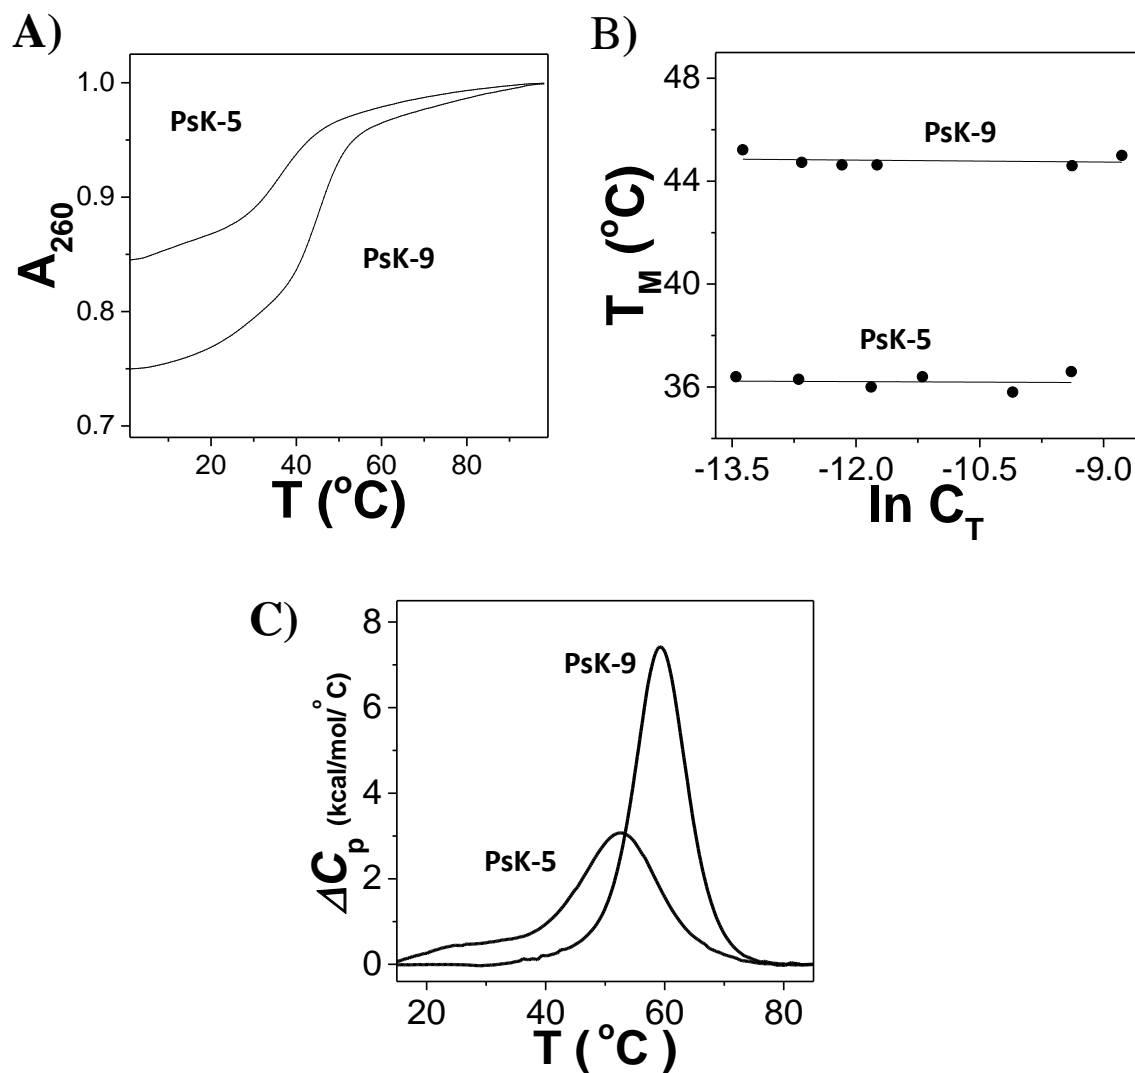 A)
1.0
0.9
0.8
0.7
A260
PsK-5
PsK-9
20 40 60 80
T (°C)
B)
48
44
40
36
TM (°C)
PsK-9
PsK-5
-13.5 -12.0 -10.5 -9.0
ln CT
C)
8
6
4
2
0
ΔCp (kcal/mol/°C)
PsK-9
PsK-5
20 40 60 80
T (°C)